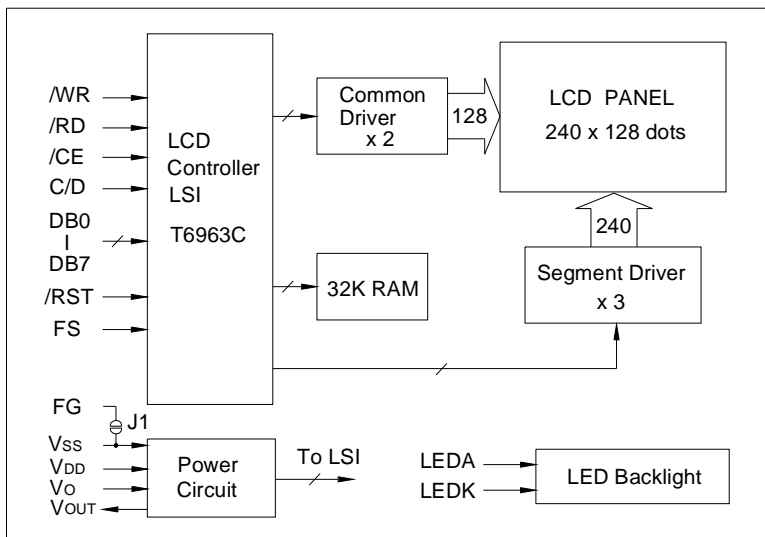 /WR
/RD
/CE
C/D
DB0
DB7
/RST
FS
LCD
Controller
LSI
T6963C
Common
Driver
x 2
128
LCD PANEL
240 x 128 dots
240
32K RAM
Segment Driver
x 3
FG
J1
VSS
VDD
VO
VOUT
Power
Circuit
To LSI
LEDA
LEDK
LED Backlight